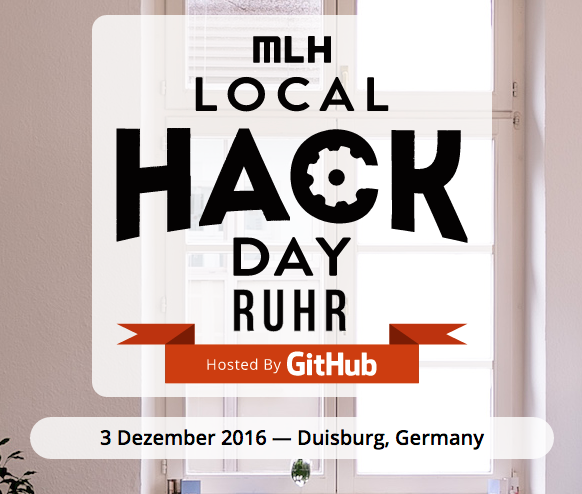 MLH
LOCAL
HACK
DAY
RUHR
Hosted By GitHub
3 Dezember 2016 — Duisburg, Germany